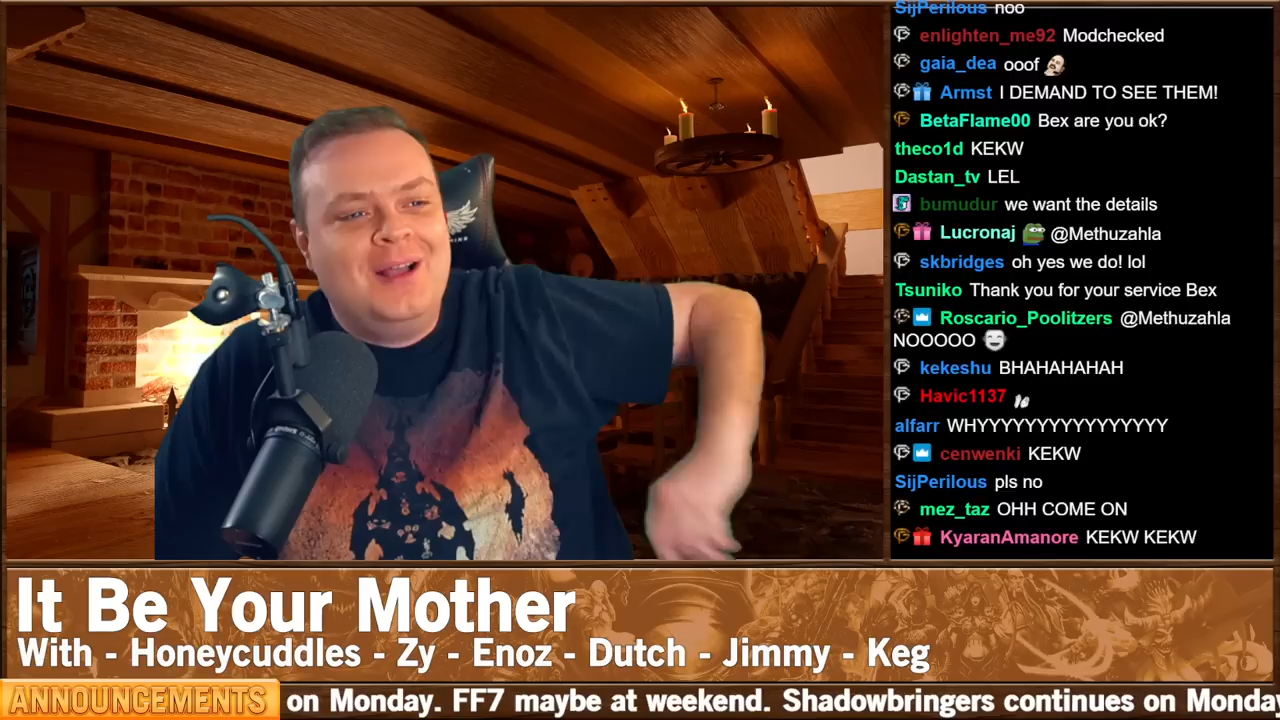 SijPerilous noo
enlighten_me92 Modchecked
gaia_dea ooof
Armst I DEMAND TO SEE THEM!
BetaFlame00 Bex are you ok?
theco1d KEKW
Dastan_tv LEL
bumudur we want the details
Lucronaj @Methuzahla
skbridges oh yes we do! lol
Tsuniko Thank you for your service Bex
Roscario_Poolitzers @Methuzahla
NOOOOO
kekeshu BHAHAHAHAH
Havic1137
alfarr WHYYYYYYYYYYYYYYYY
cenwenki KEKW
SijPerilous pls no
mez_taz OHH COME ON
KyaranAmanore KEKW KEKW
It Be Your Mother
With - Honeycuddles - Zy - Enoz - Dutch - Jimmy - Keg
ANNOUNCEMENTS on Monday. FF7 maybe at weekend. Shadowbringers continues on Monda